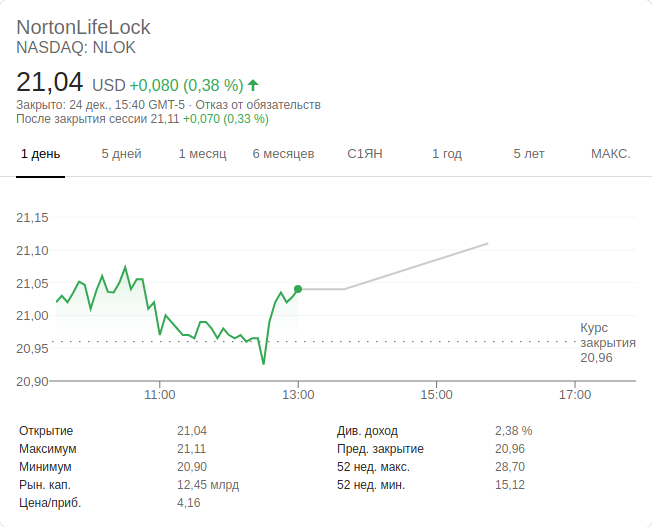 NortonLifeLock
NASDAQ: NLOK
21,04 USD +0,080 (0,38 %)
Закрыто: 24 дек., 15:40 GMT-5 · Отказ от обязательств
После закрытия сессии 21,11 +0,070 (0,33 %)
1 день 5 дней 1 месяц 6 месяцев С1ЯН 1 год 5 лет МАКС.
21,15
21,10
21,05
21,00
20,95
20,90
Курс
закрытия
20,96
11:00 13:00 15:00 17:00
Открытие 21,04 Див. доход 2,38 %
Максимум 21,11 Пред. закрытие 20,96
Минимум 20,90 52 нед. макс. 28,70
Рын. кап. 12,45 млрд 52 нед. мин. 15,12
Цена/приб. 4,16